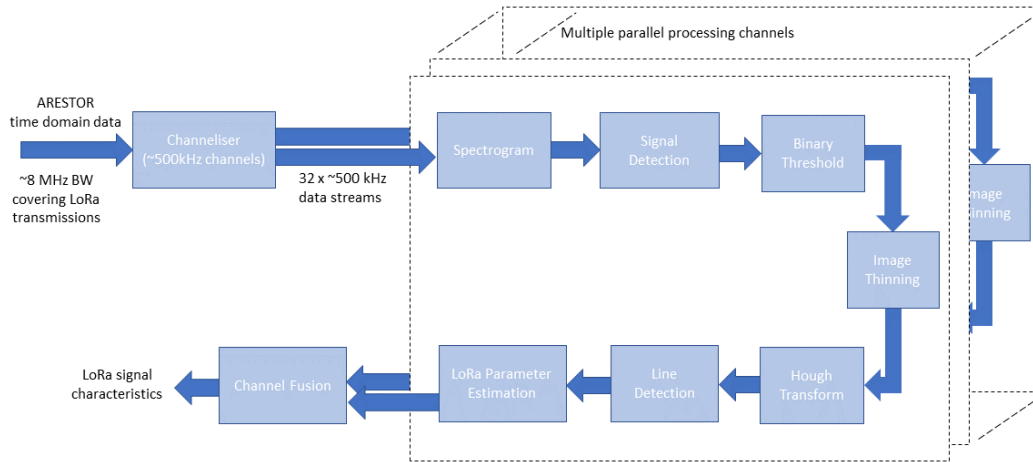 Multiple parallel processing channels
ARESTOR
time domain data
~8 MHz BW
covering LoRa
transmissions
Channeliser
(~500kHz channels)
32 x ~500 kHz
data streams
Spectrogram
Signal
Detection
Binary
Threshold
Image
Thinning
mage
inning
Hough
Transform
Line
Detection
LoRa Parameter
Estimation
Channel Fusion
LoRa signal
characteristics